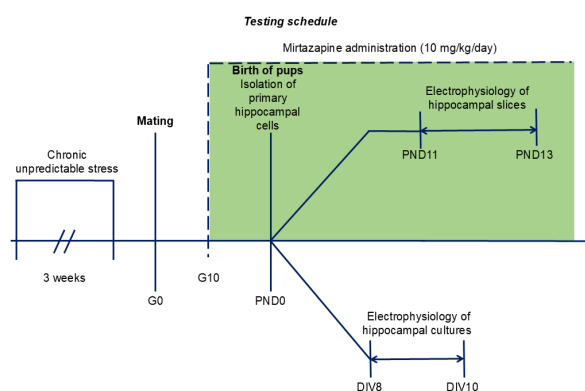 Testing schedule
Mirtazapine administration (10 mg/kg/day)
Birth of pups
Isolation of
primary
hippocampal
cells
Electrophysiology of
hippocampal slices
Mating
PND11
PND13
Chronic
unpredictable stress
3 weeks
G10
G0
PND0
Electrophysiology of
hippocampal cultures
DIV8
DIV10